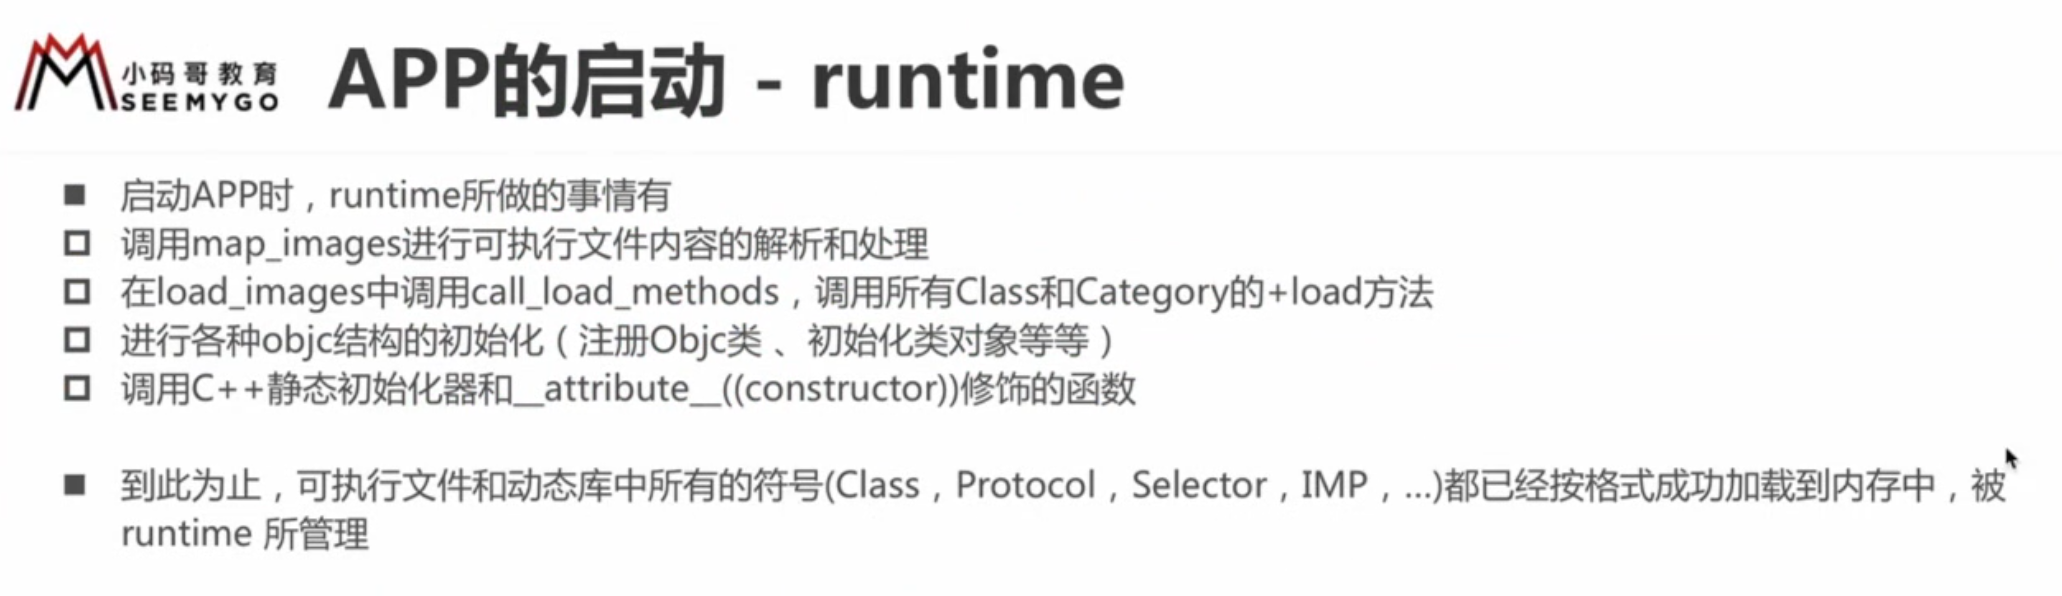 小码哥教育
SEEMYGO
APP的启动 - runtime
启动APP时，runtime所做的事情有
调用map_images进行可执行文件内容的解析和处理
在load_images中调用call_load_methods，调用所有Class和Category的+load方法
进行各种objc结构的初始化（注册Objc类 、初始化类对象等等）
调用C++静态初始化器和__attribute__((constructor))修饰的函数
到此为止，可执行文件和动态库中所有的符号(Class，Protocol，Selector，IMP，…)都已经按格式成功加载到内存中，被
runtime 所管理